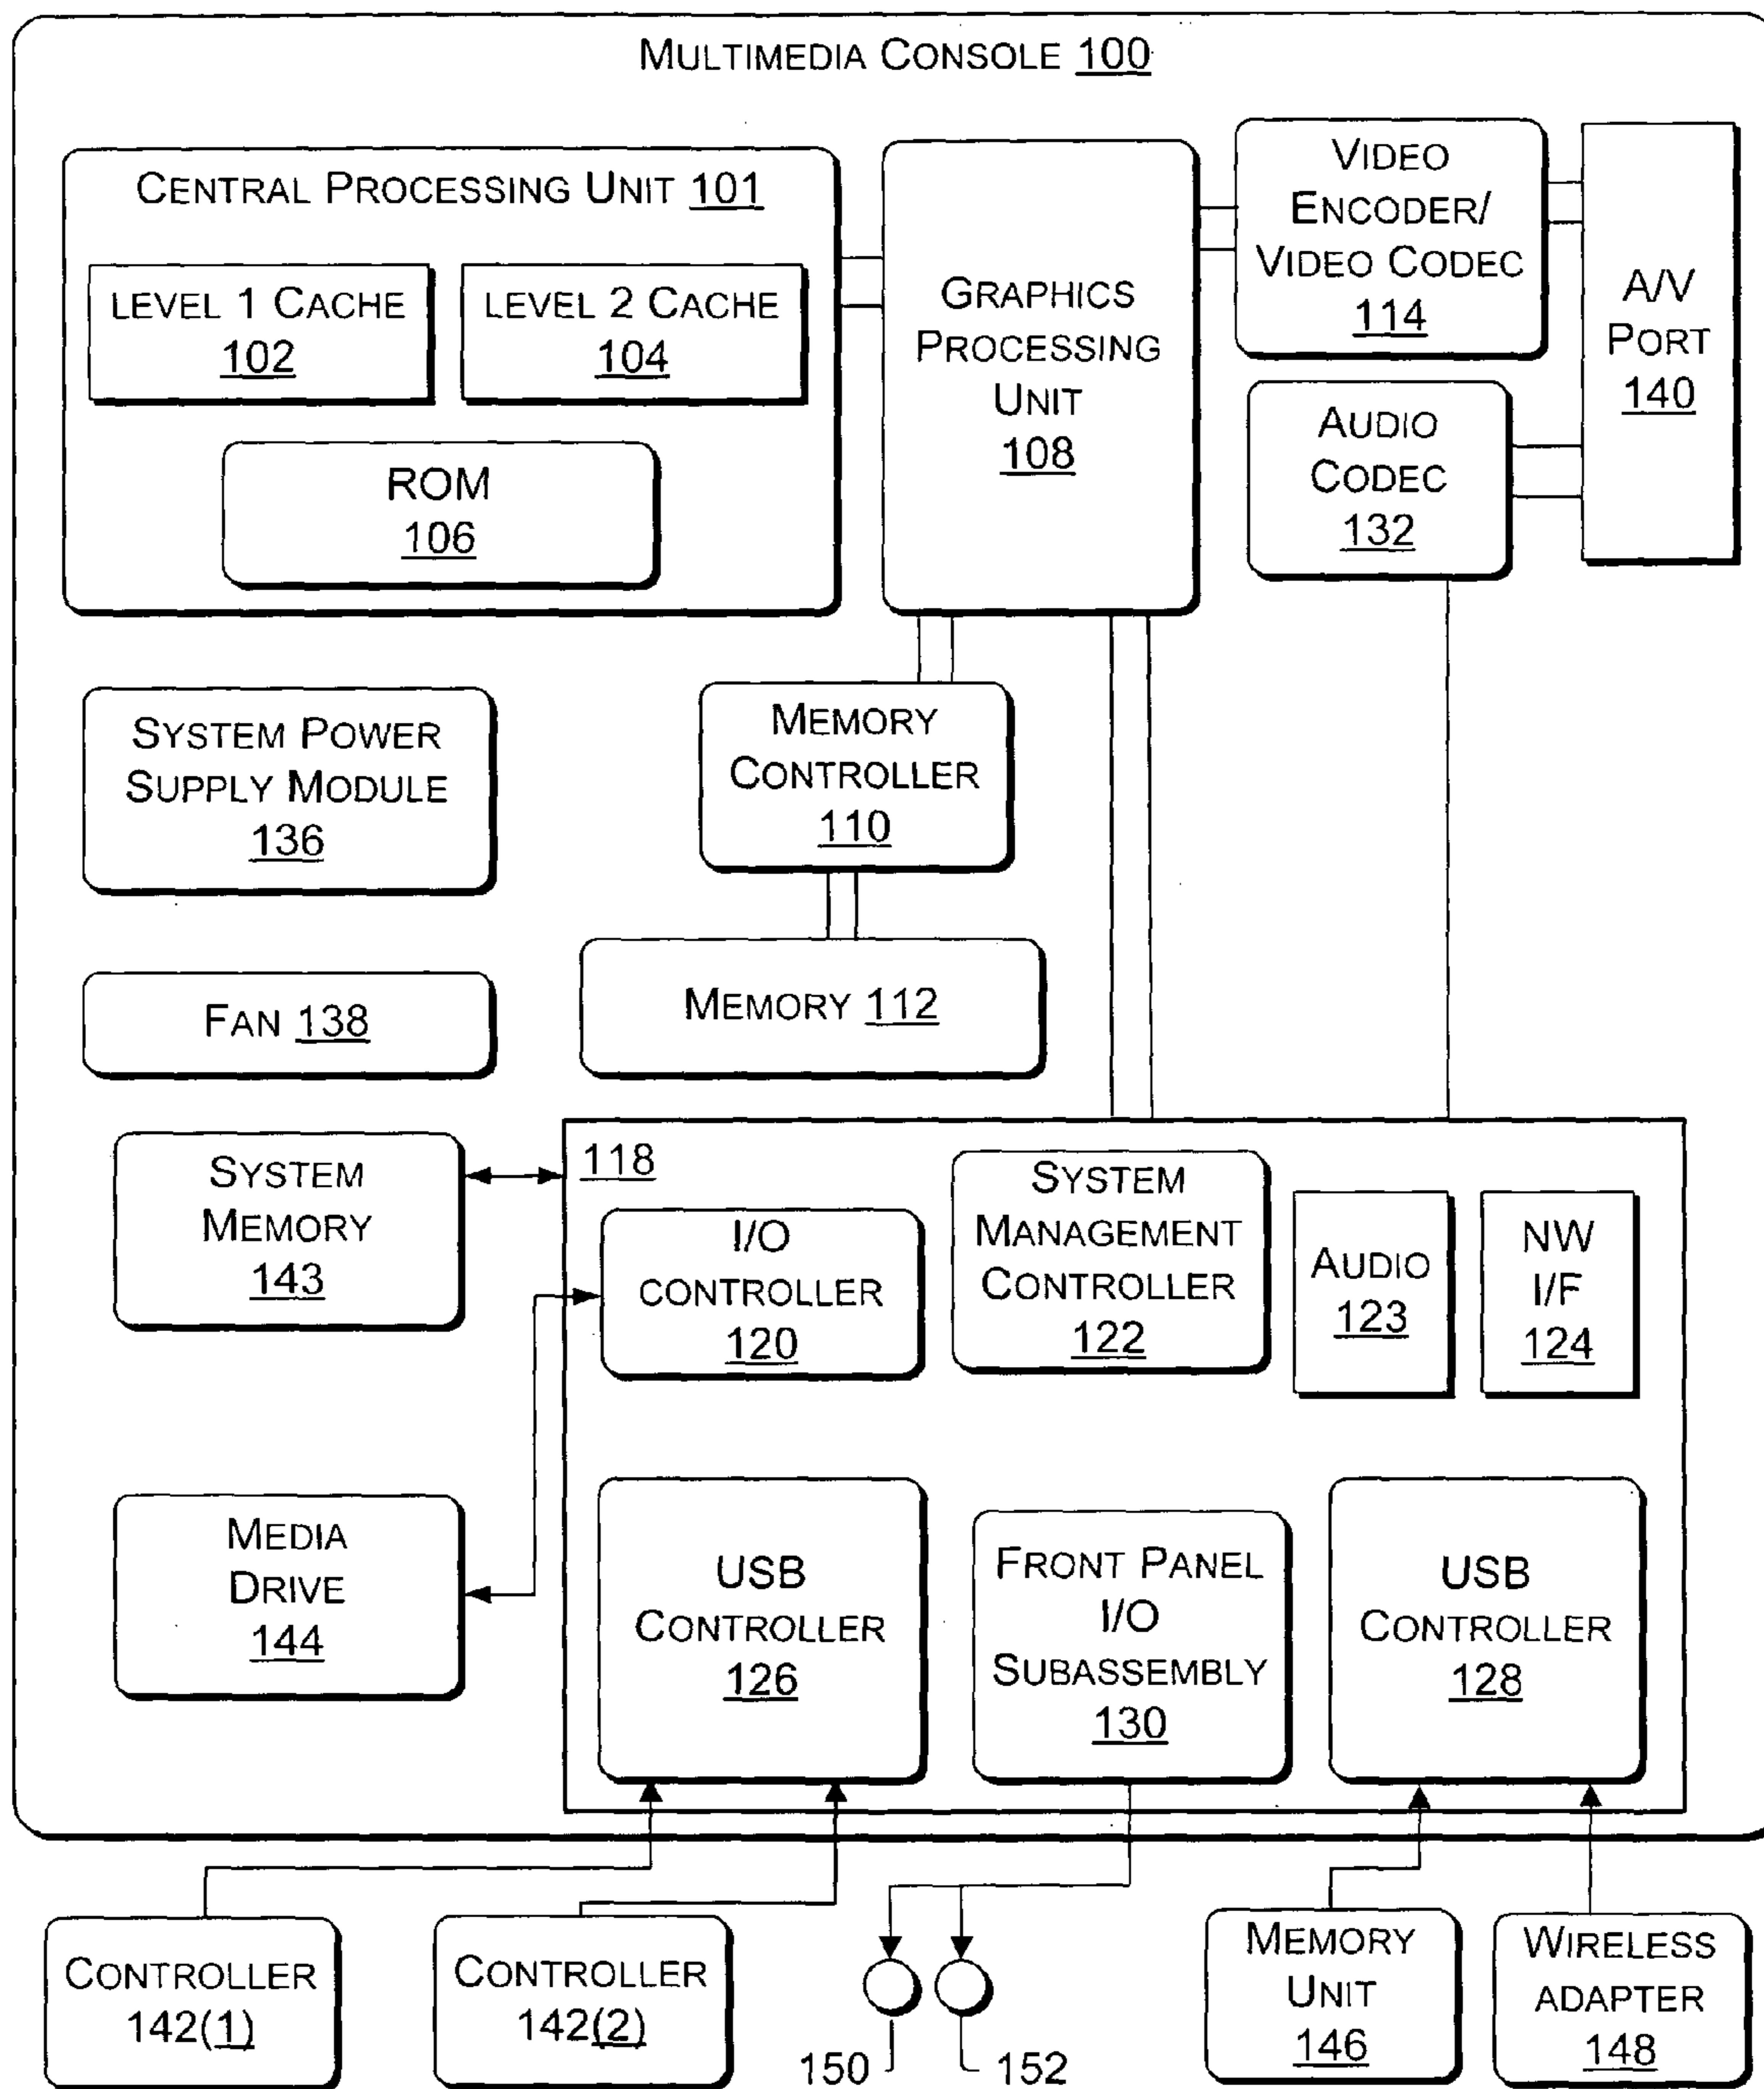 MULTIMEDIA CONSOLE 100
CENTRAL PROCESSING UNIT 101
LEVEL 1 CACHE
102
LEVEL 2 CACHE
104
ROM
106
GRAPHICS
PROCESSING
UNIT
108
VIDEO
ENCODER/
VIDEO CODEC
114
A/V
PORT
140
AUDIO
CODEC
132
SYSTEM POWER
SUPPLY MODULE
136
MEMORY
CONTROLLER
110
FAN 138
MEMORY 112
SYSTEM
MEMORY
143
118
I/O
CONTROLLER
120
SYSTEM
MANAGEMENT
CONTROLLER
122
AUDIO
123
NW
I/F
124
MEDIA
DRIVE
144
USB
CONTROLLER
126
FRONT PANEL
I/O
SUBASSEMBLY
130
USB
CONTROLLER
128
CONTROLLER
142(1)
CONTROLLER
142(2)
150
152
MEMORY
UNIT
146
WIRELESS
ADAPTER
148